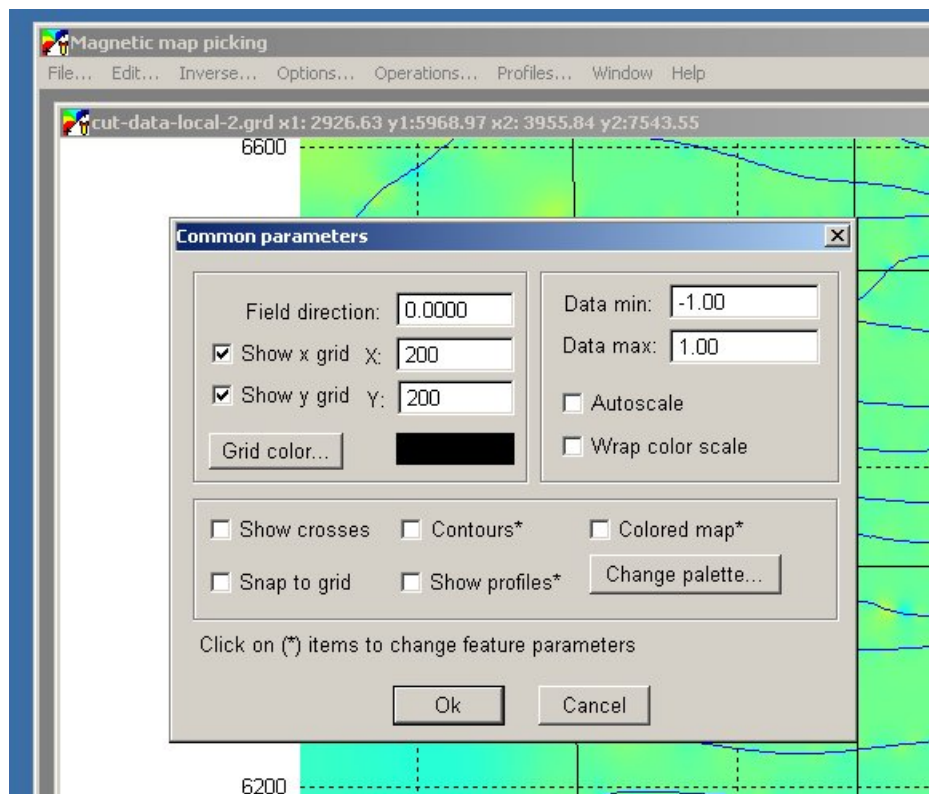 Magnetic map picking
File... Edit... Inverse... Options... Operations... Profiles... Window Help
cut-data-local-2.grd x1: 2926.63 y1:5968.97 x2: 3955.84 y2:7543.55
6600
Common parameters
Field direction: 0.0000
Show x grid X: 200
Show y grid Y: 200
Grid color...
Data min: -1.00
Data max: 1.00
Autoscale
Wrap color scale
Show crosses Contours* Colored map*
Snap to grid Show profiles* Change palette...
Click on (*) items to change feature parameters
Ok Cancel
6200